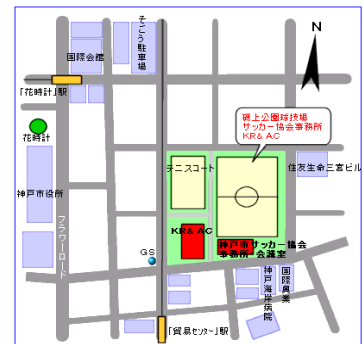 国際会館
そごう駐車場
N
「花時計」駅
花時計
磯上公園球技場
サッカー協会事務所
KR& AC
テニスコート
住友生命三宮ビル
神戸市役所
フラワーロード
KR& AC
神戸市サッカー協会
事務所 会議室
GS
神戸海岸病院
国際興業
「貿易センター」駅